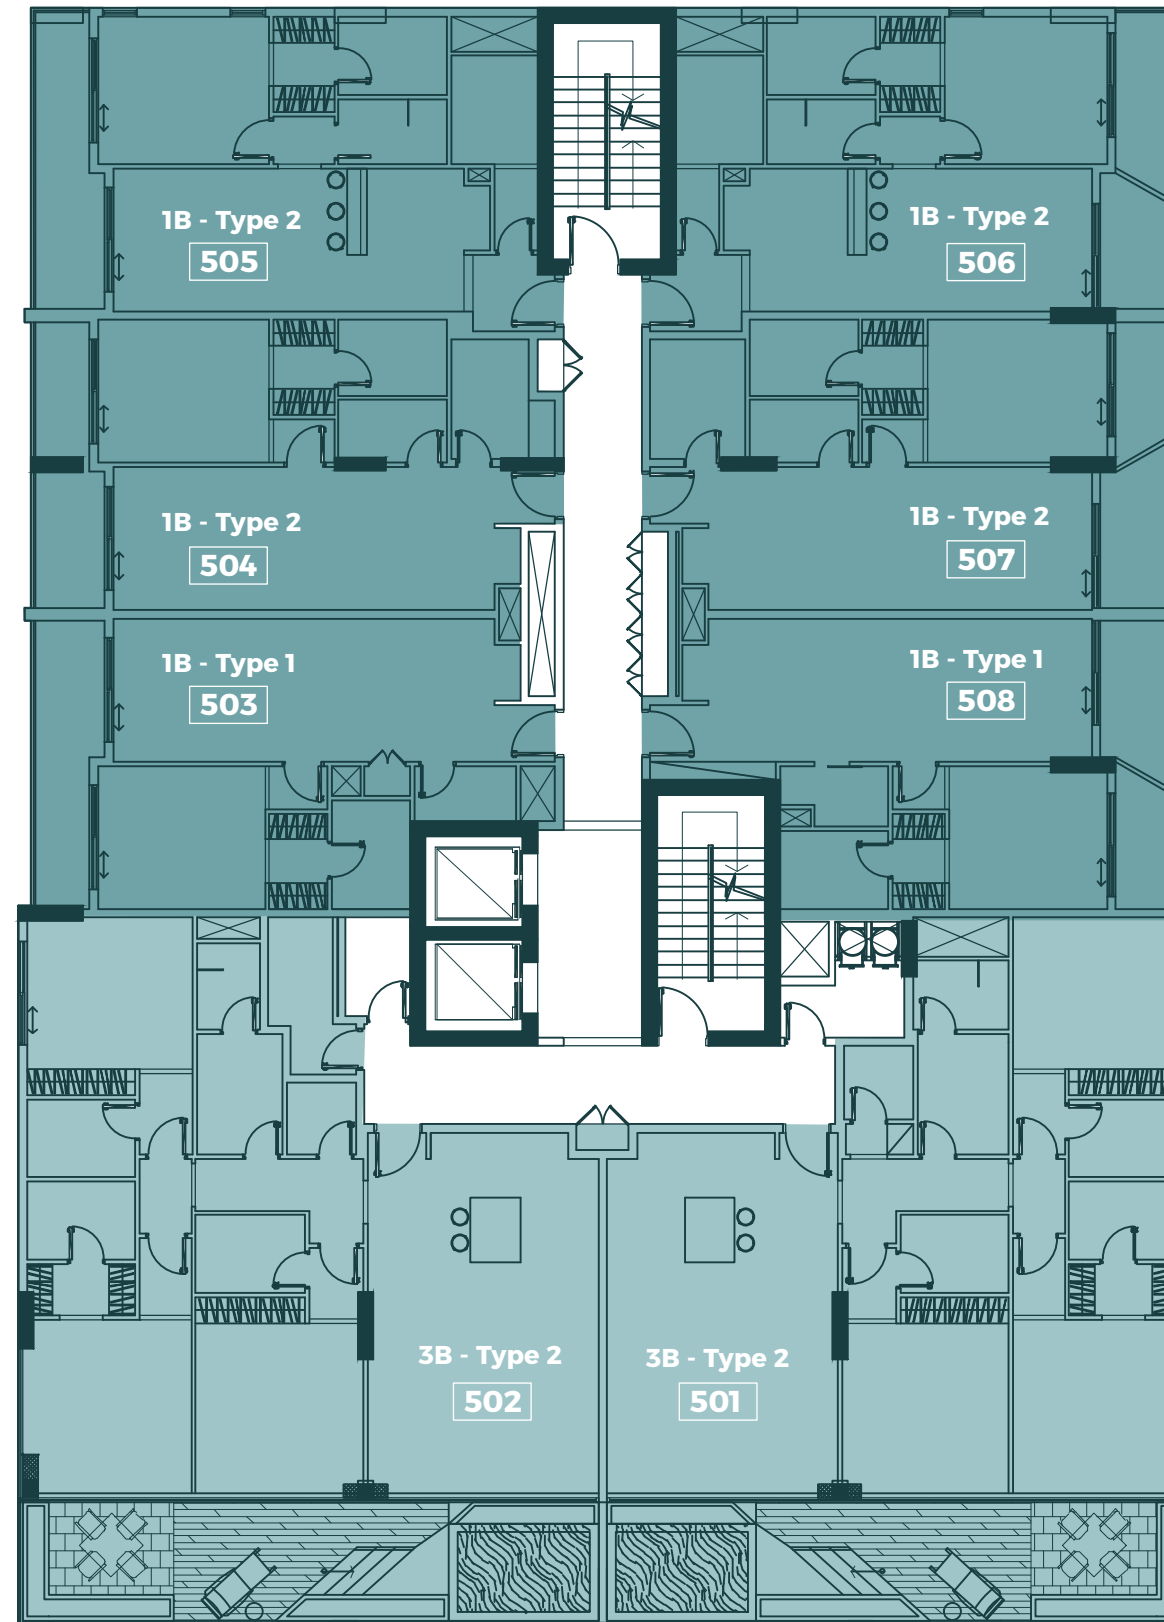 1B - Type 2
505
1B - Type 2
506
1B - Type 2
504
1B - Type 2
507
1B - Type 1
503
1B - Type 1
508
3B - Type 2
502
3B - Type 2
501